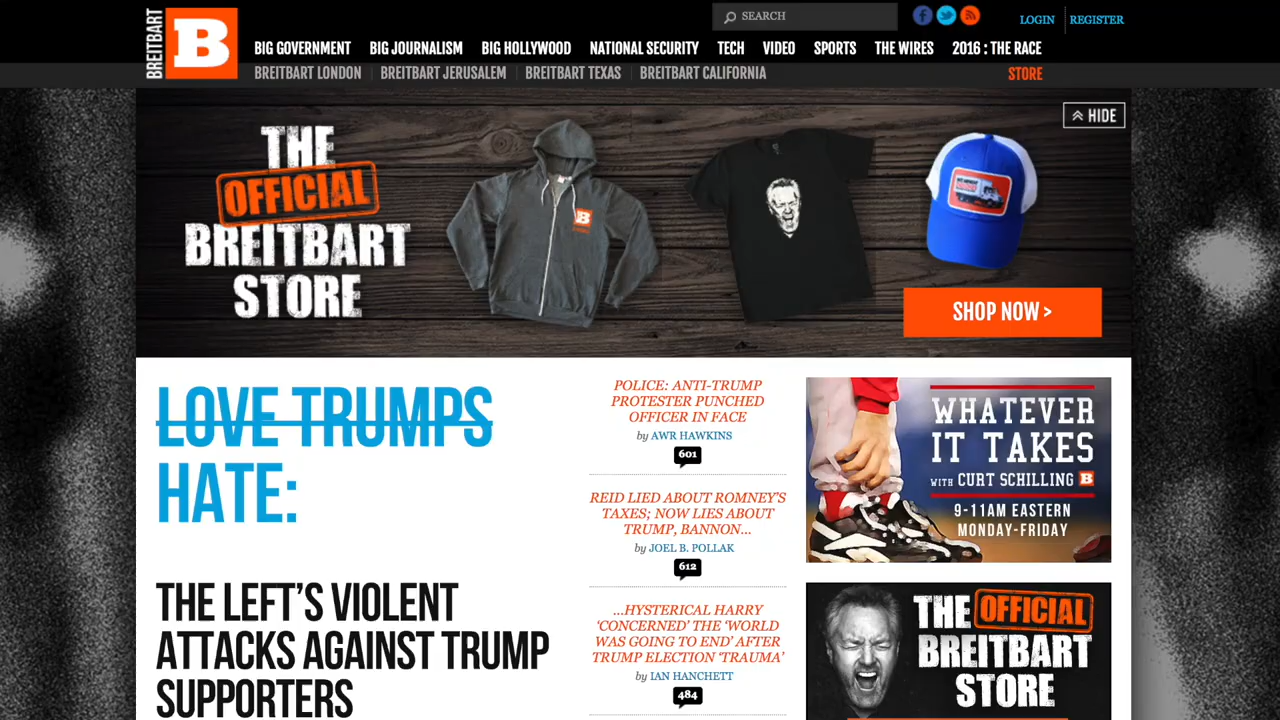 BREITBART
B
SEARCH
LOGIN
REGISTER
BIG GOVERNMENT BIG JOURNALISM BIG HOLLYWOOD NATIONAL SECURITY TECH VIDEO SPORTS THE WIRES 2016 : THE RACE
BREITBART LONDON BREITBART JERUSALEM BREITBART TEXAS BREITBART CALIFORNIA
STORE
HIDE
THE
OFFICIAL
BREITBART
STORE
B
SHOP NOW >
LOVE TRUMPS
HATE:
THE LEFT'S VIOLENT
ATTACKS AGAINST TRUMP
SUPPORTERS
POLICE: ANTI-TRUMP
PROTESTER PUNCHED
OFFICER IN FACE
by AWR HAWKINS
601
REID LIED ABOUT ROMNEY'S
TAXES; NOW LIES ABOUT
TRUMP, BANNON...
by JOEL B. POLLAK
612
...HYSTERICAL HARRY
'CONCERNED' THE 'WORLD
WAS GOING TO END' AFTER
TRUMP ELECTION 'TRAUMA'
by IAN HANCHETT
484
WHATEVER
IT TAKES
WITH CURT SCHILLING B
9-11AM EASTERN
MONDAY-FRIDAY
THE OFFICIAL
BREITBART
STORE